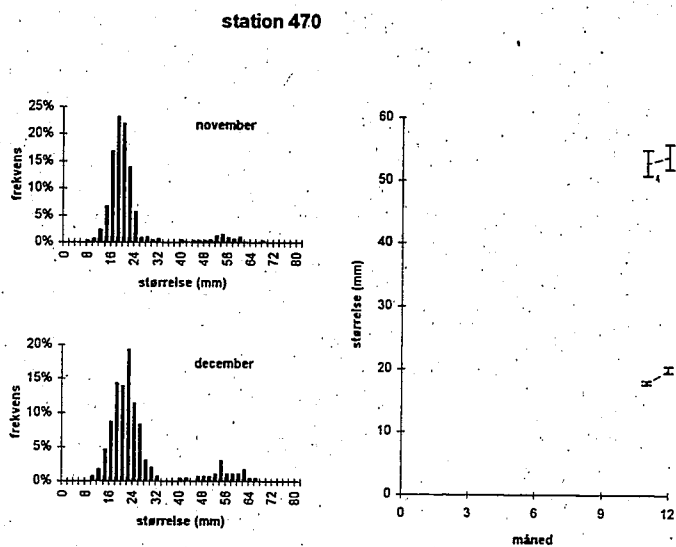 station 470
november
frekvens
25%
20%
15%
10%
5%
0%
0 8 16 24 32 40 48 56 64 72 80
størrelse (mm)
december
frekvens
20%
15%
10%
5%
0%
0 8 16 24 32 40 48 56 64 72 80
størrelse (mm)
størrelse (mm)
60
50
40
30
20
10
0
4
0 3 6 9 12
måned